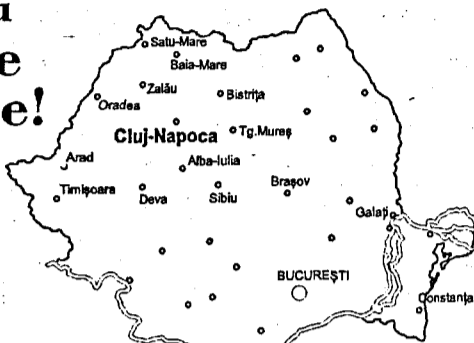 e!
Satu-Mare
Baia-Mare
Zalău
Oradea
Bistrița
Cluj-Napoca
Tg.Mureș
Arad
Alba-Iulia
Timișoara
Deva
Sibiu
Brașov
Galați
BUCUREȘTI
Constanța